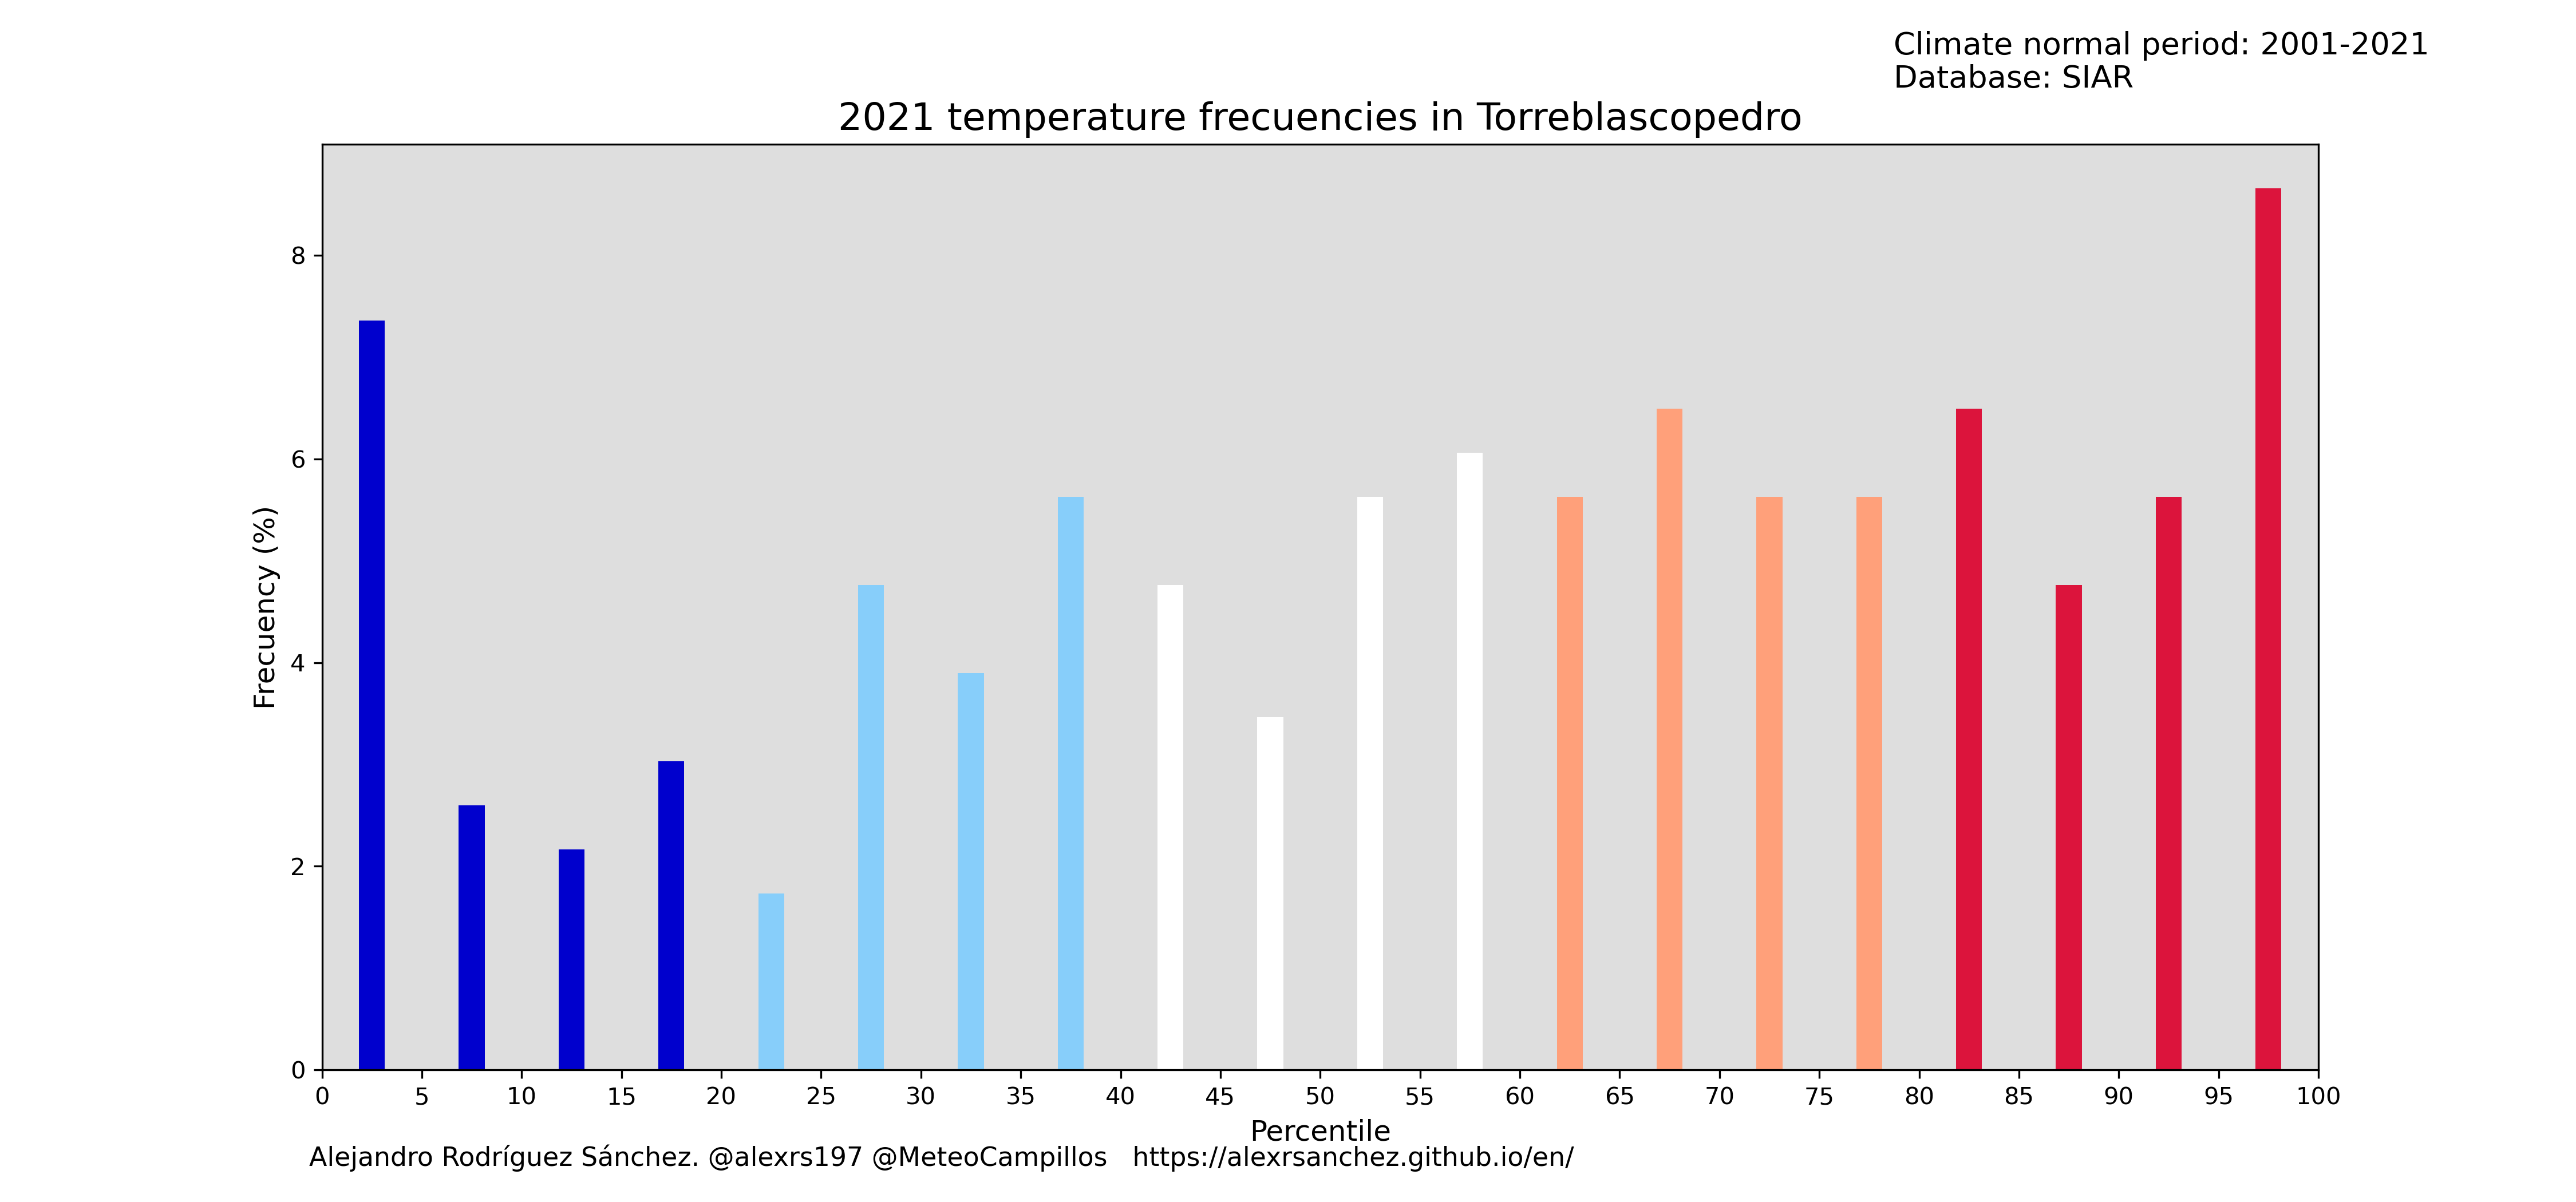 Climate normal period: 2001-2021
Database: SIAR
2021 temperature frecuencies in Torreblascopedro
Frecuency (%)
8
6
4
2
0
0 5 10 15 20 25 30 35 40 45 50 55 60 65 70 75 80 85 90 95 100
Percentile
Alejandro Rodríguez Sánchez. @alexrs197 @MeteoCampillos https://alexrsanchez.github.io/en/